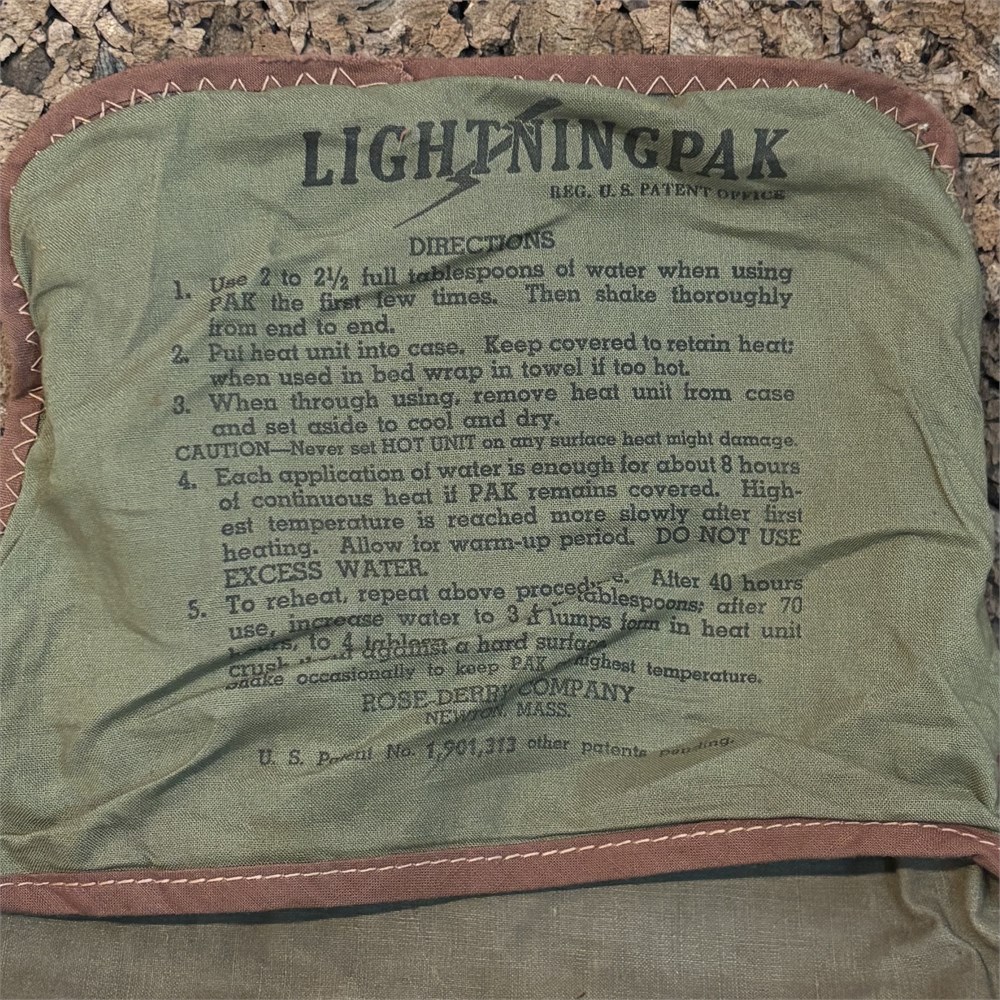 LIGHTNINGPAK
REG. U. S. PATENT OFFICE
DIRECTIONS
1. Use 2 to 2½ full tablespoons of water when using
PAK the first few times. Then shake thoroughly
from end to end.
2. Put heat unit into case. Keep covered to retain heat;
when used in bed wrap in towel if too hot.
3. When through using, remove heat unit from case
and set aside to cool and dry.
CAUTION—Never set HOT UNIT on any surface heat might damage.
4. Each application of water is enough for about 8 hours
of continuous heat if PAK remains covered. High-
est temperature is reached more slowly after first
heating. Allow for warm-up period. DO NOT USE
EXCESS WATER.
5. To reheat, repeat above procedure. After 40 hours
use, increase water to 3 tablespoons; after 70
hours, to 4 lumps form in heat unit
crush against a hard surface
Shake occasionally to keep PAK highest temperature.
ROSE-DERRY COMPANY
NEWTON, MASS.
U. S. Patent No. 1,901,313 other patents pending.